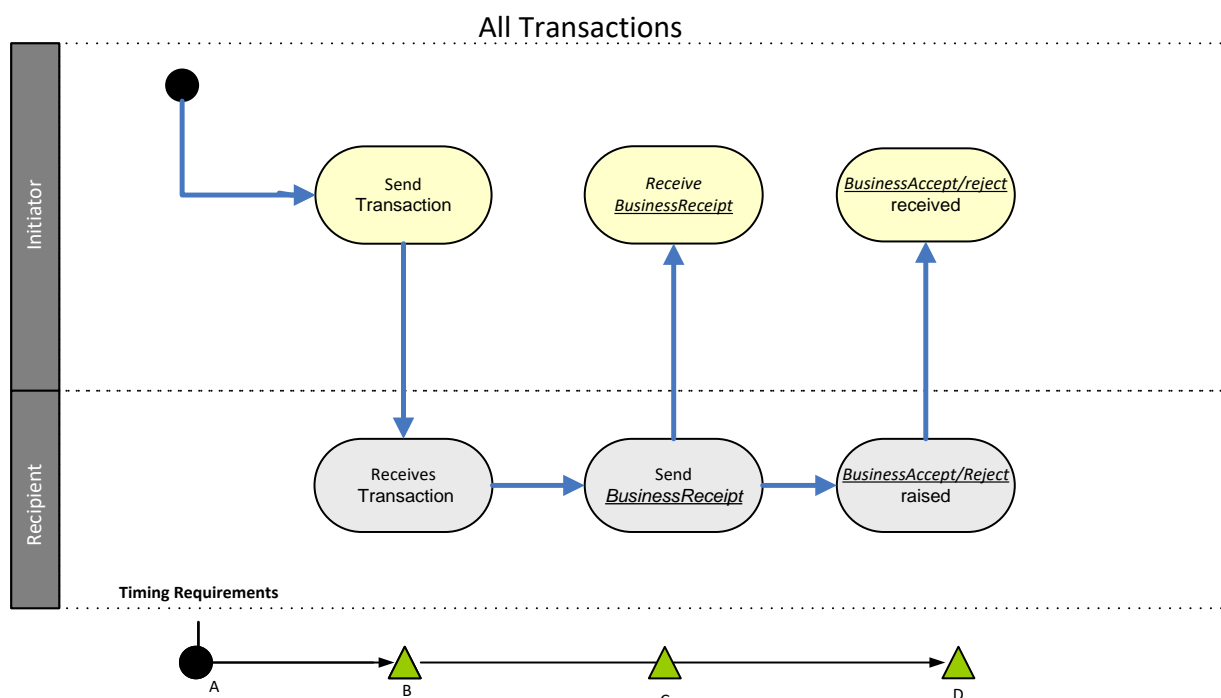 All Transactions
Initiator
Send
Transaction
Receive
BusinessReceipt
BusinessAccept/reject
received
Recipient
Receives
Transaction
Send
BusinessReceipt
BusinessAccept/Reject
raised
Timing Requirements
A
B
D